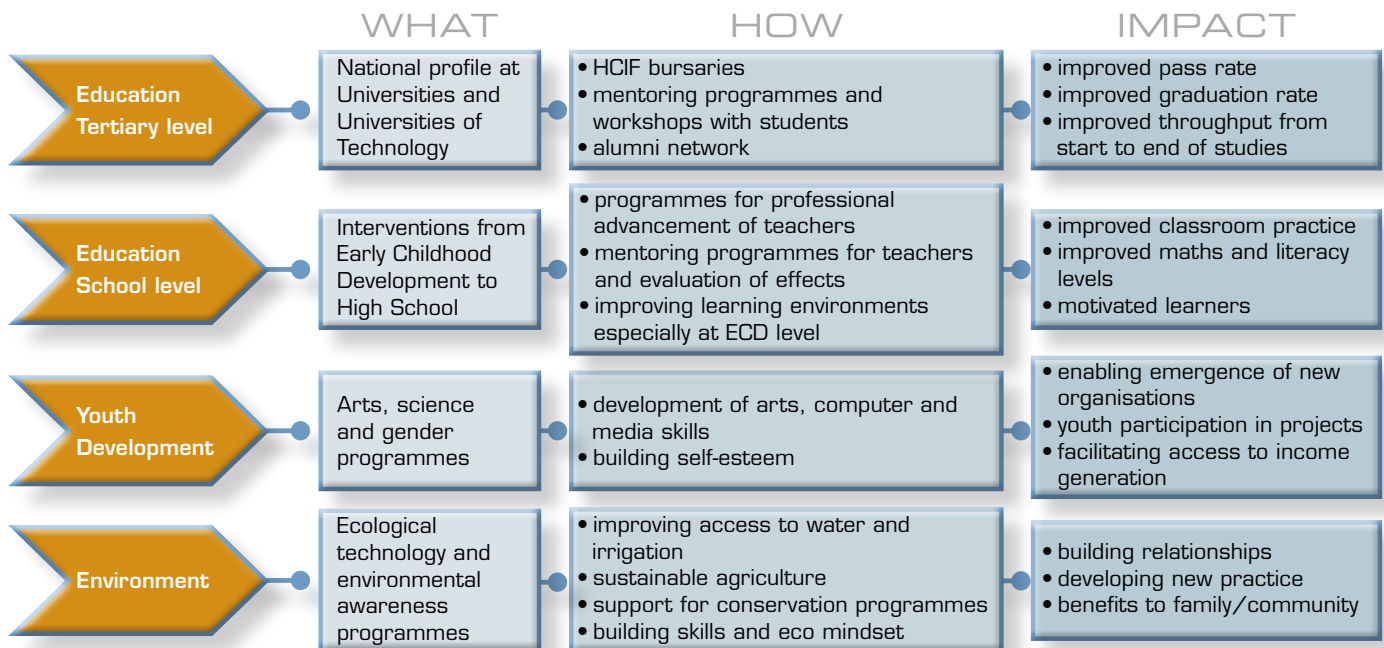 WHAT
HOW
IMPACT
Education
Tertiary level
National profile at
Universities and
Universities of
Technology
• HCIF bursaries
• mentoring programmes and
workshops with students
• alumni network
• improved pass rate
• improved graduation rate
• improved throughput from
start to end of studies
Education
School level
Interventions from
Early Childhood
Development to
High School
• programmes for professional
advancement of teachers
• mentoring programmes for teachers
and evaluation of effects
• improving learning environments
especially at ECD level
• improved classroom practice
• improved maths and literacy
levels
• motivated learners
Youth
Development
Arts, science
and gender
programmes
• development of arts, computer and
media skills
• building self-esteem
• enabling emergence of new
organisations
• youth participation in projects
• facilitating access to income
generation
Environment
Ecological
technology and
environmental
awareness
programmes
• improving access to water and
irrigation
• sustainable agriculture
• support for conservation programmes
• building skills and eco mindset
• building relationships
• developing new practice
• benefits to family/community